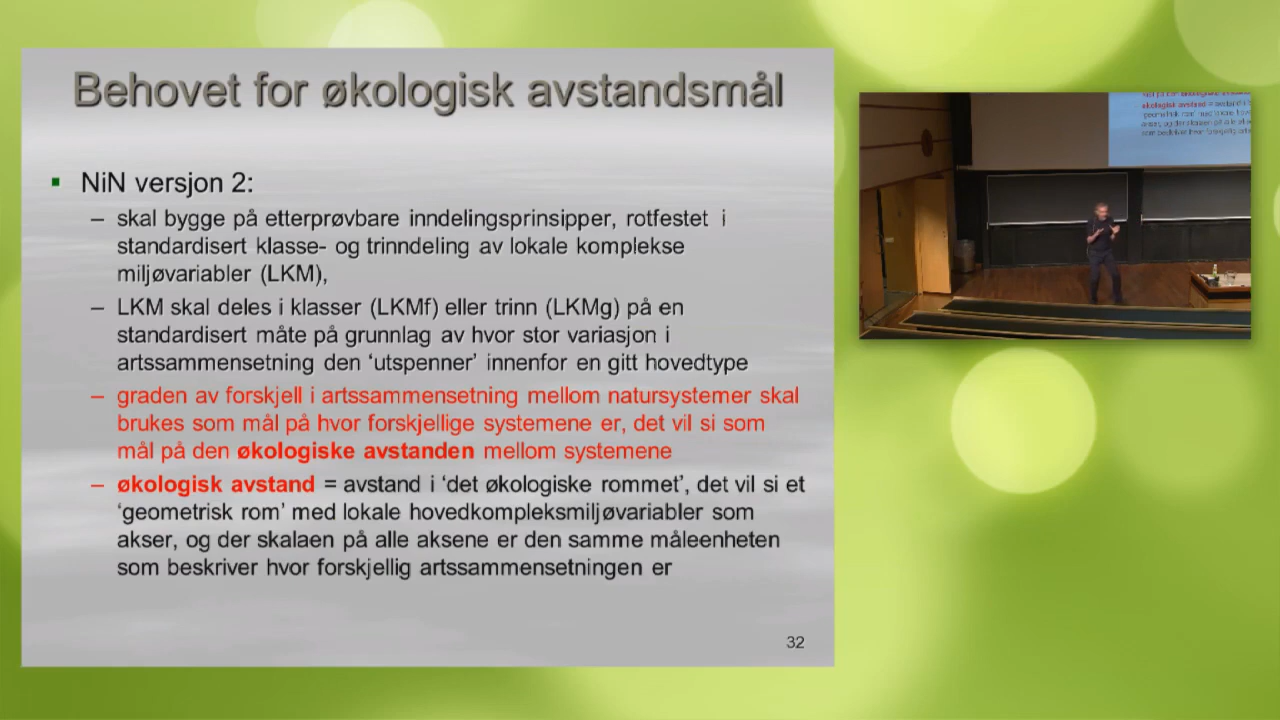 Behovet for økologisk avstandsmål
▪ NiN versjon 2:
– skal bygge på etterprøvbare inndelingsprinsipper, rotfestet i
standardisert klasse- og trinndeling av lokale komplekse
miljøvariabler (LKM),
– LKM skal deles i klasser (LKMf) eller trinn (LKMg) på en
standardisert måte på grunnlag av hvor stor variasjon i
artssammensetning den ‘utspenner’ innenfor en gitt hovedtype
– graden av forskjell i artssammensetning mellom natursystemer skal
brukes som mål på hvor forskjellige systemene er, det vil si som
mål på den økologiske avstanden mellom systemene
– økologisk avstand = avstand i ‘det økologiske rommet’, det vil si et
‘geometrisk rom’ med lokale hovedkompleksmiljøvariabler som
akser, og der skalaen på alle aksene er den samme måleenheten
som beskriver hvor forskjellig artssammensetningen er
32
økologisk avstand